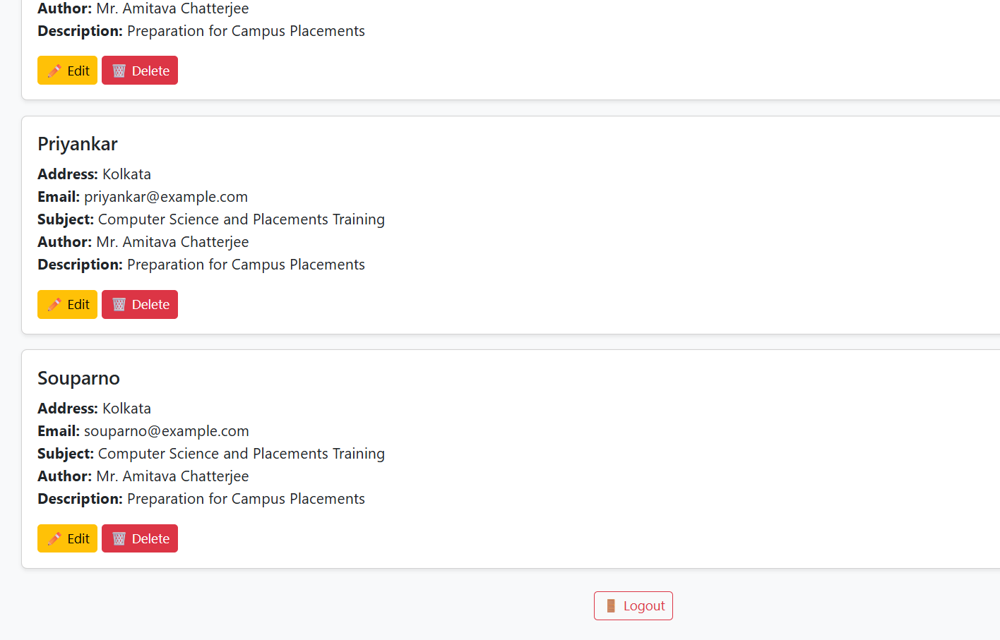 Author: Mr. Amitava Chatterjee
Description: Preparation for Campus Placements
Edit Delete
Priyankar
Address: Kolkata
Email: priyankar@example.com
Subject: Computer Science and Placements Training
Author: Mr. Amitava Chatterjee
Description: Preparation for Campus Placements
Edit Delete
Souparno
Address: Kolkata
Email: souparno@example.com
Subject: Computer Science and Placements Training
Author: Mr. Amitava Chatterjee
Description: Preparation for Campus Placements
Edit Delete
Logout